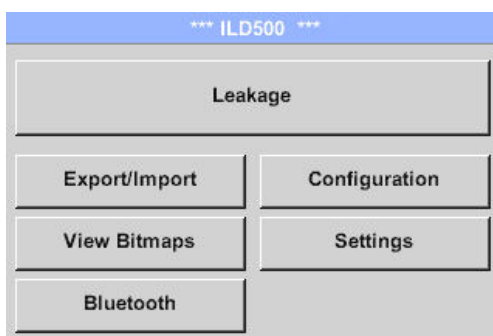 *** ILD500 ***
Leakage
Export/Import
Configuration
View Bitmaps
Settings
Bluetooth